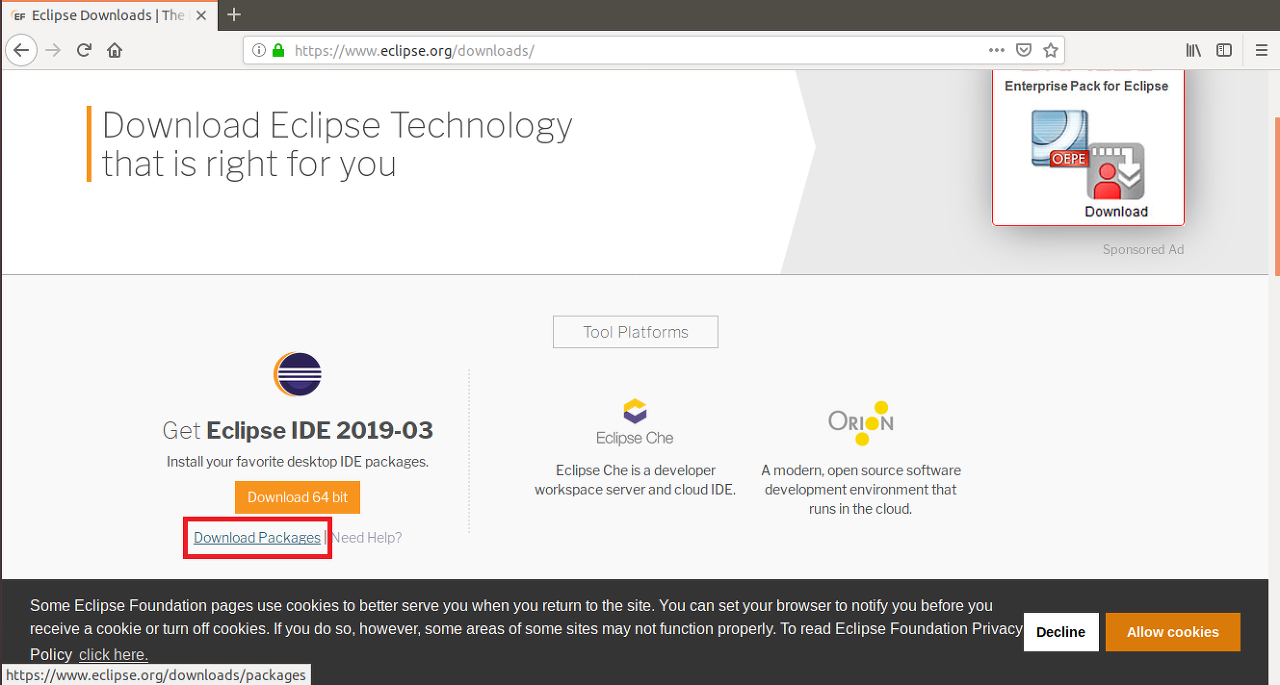 EF Eclipse Downloads | The
https://www.eclipse.org/downloads/
Enterprise Pack for Eclipse
OEPE
Download
Sponsored Ad
Download Eclipse Technology
that is right for you
Tool Platforms
Get Eclipse IDE 2019-03
Install your favorite desktop IDE packages.
Download 64 bit
Download Packages | Need Help?
Eclipse Che
Eclipse Che is a developer
workspace server and cloud IDE.
ORION
A modern, open source software
development environment that
runs in the cloud.
Some Eclipse Foundation pages use cookies to better serve you when you return to the site. You can set your browser to notify you before you
receive a cookie or turn off cookies. If you do so, however, some areas of some sites may not function properly. To read Eclipse Foundation Privacy
Policy click here.
Decline
Allow cookies
https://www.eclipse.org/downloads/packages